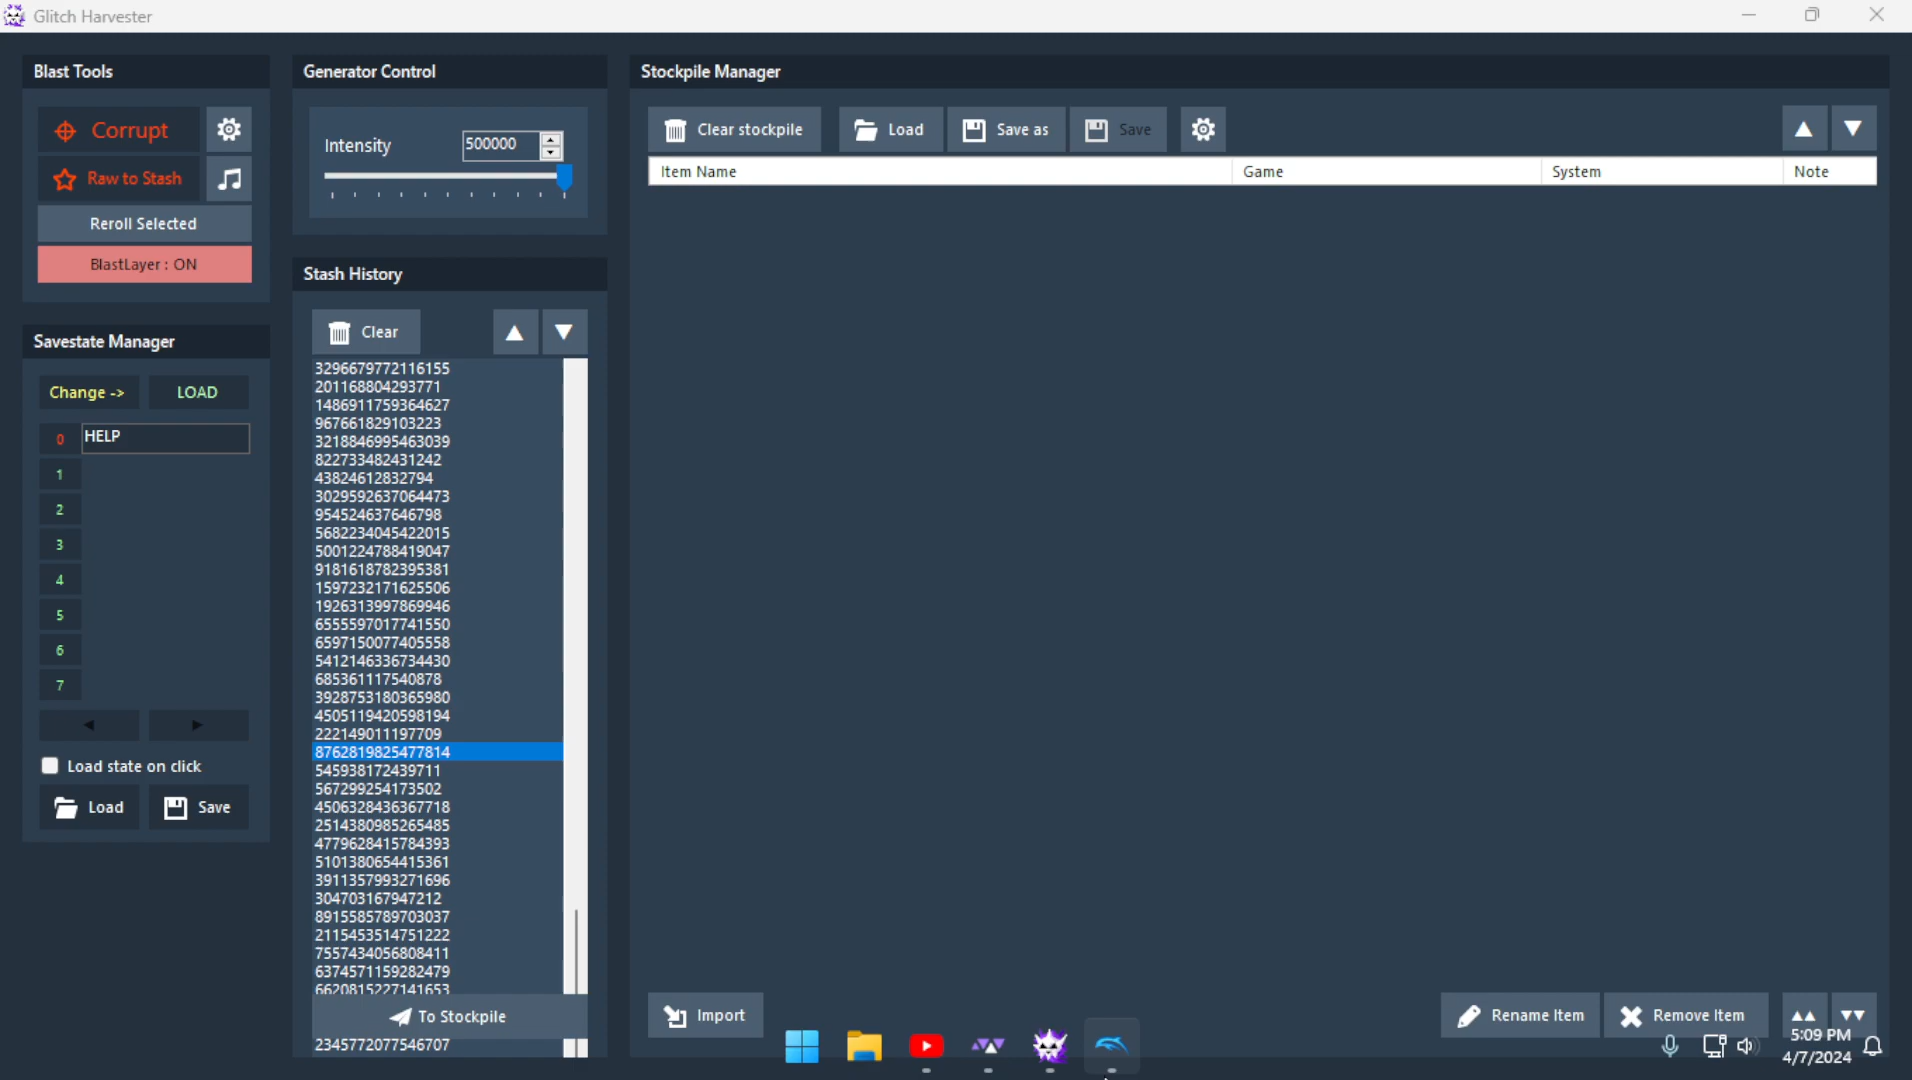 Glitch Harvester
Blast Tools
Corrupt
Raw to Stash
Reroll Selected
BlastLayer : ON
Savestate Manager
Change -> LOAD
0 HELP
1
2
3
4
5
6
7
Load state on click
Load Save
Generator Control
Intensity 500000
Stash History
Clear
3296679772116155
201168804293771
1486911759364627
967661829103223
3218846995463039
822733482431242
43824612832794
3029592637064473
954524637646798
5682234045422015
5001224788419047
9181618782395381
1597232171625506
1926313997869946
6555597017741550
6597150077405558
5412146336734430
685361117540878
3928753180365980
4505119420598194
222149011197709
8762819825477814
545938172439711
567299254173502
4506328436367718
2514380985265485
4779628415784393
5101380654415361
3911357993271696
304703167947212
8915585789703037
2115453514751222
7557434056808411
6374571159282479
6620815227141653
To Stockpile
2345772077546707
Stockpile Manager
Clear stockpile Load Save as Save
Item Name Game System Note
Import Rename Item Remove Item
5:09 PM
4/7/2024